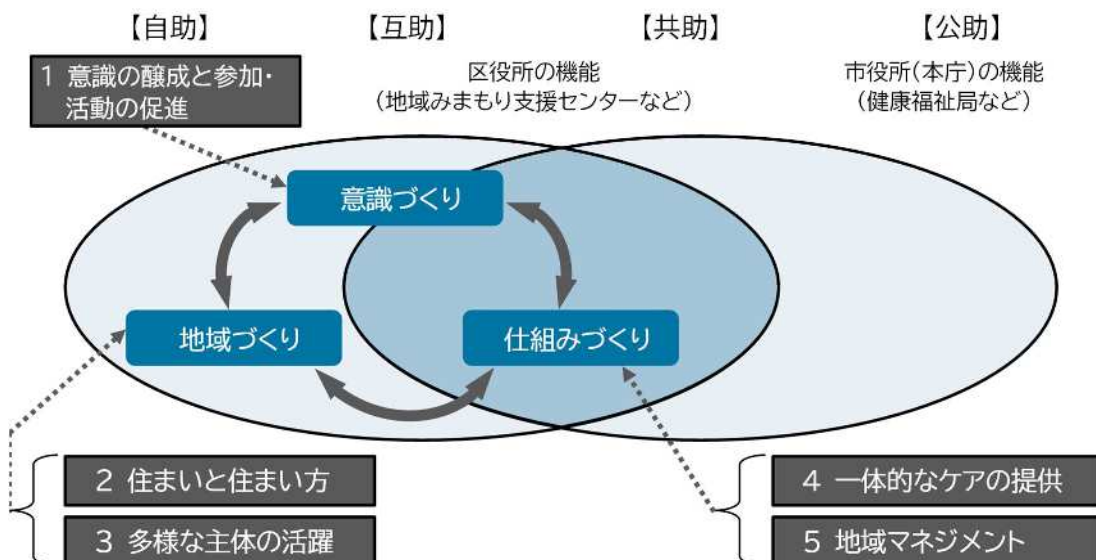 【自助】
【互助】
【共助】
【公助】
1 意識の醸成と参加・
活動の促進
区役所の機能
（地域みまもり支援センターなど）
市役所（本庁）の機能
（健康福祉局など）
意識づくり
地域づくり
仕組みづくり
2 住まいと住まい方
3 多様な主体の活躍
4 一体的なケアの提供
5 地域マネジメント